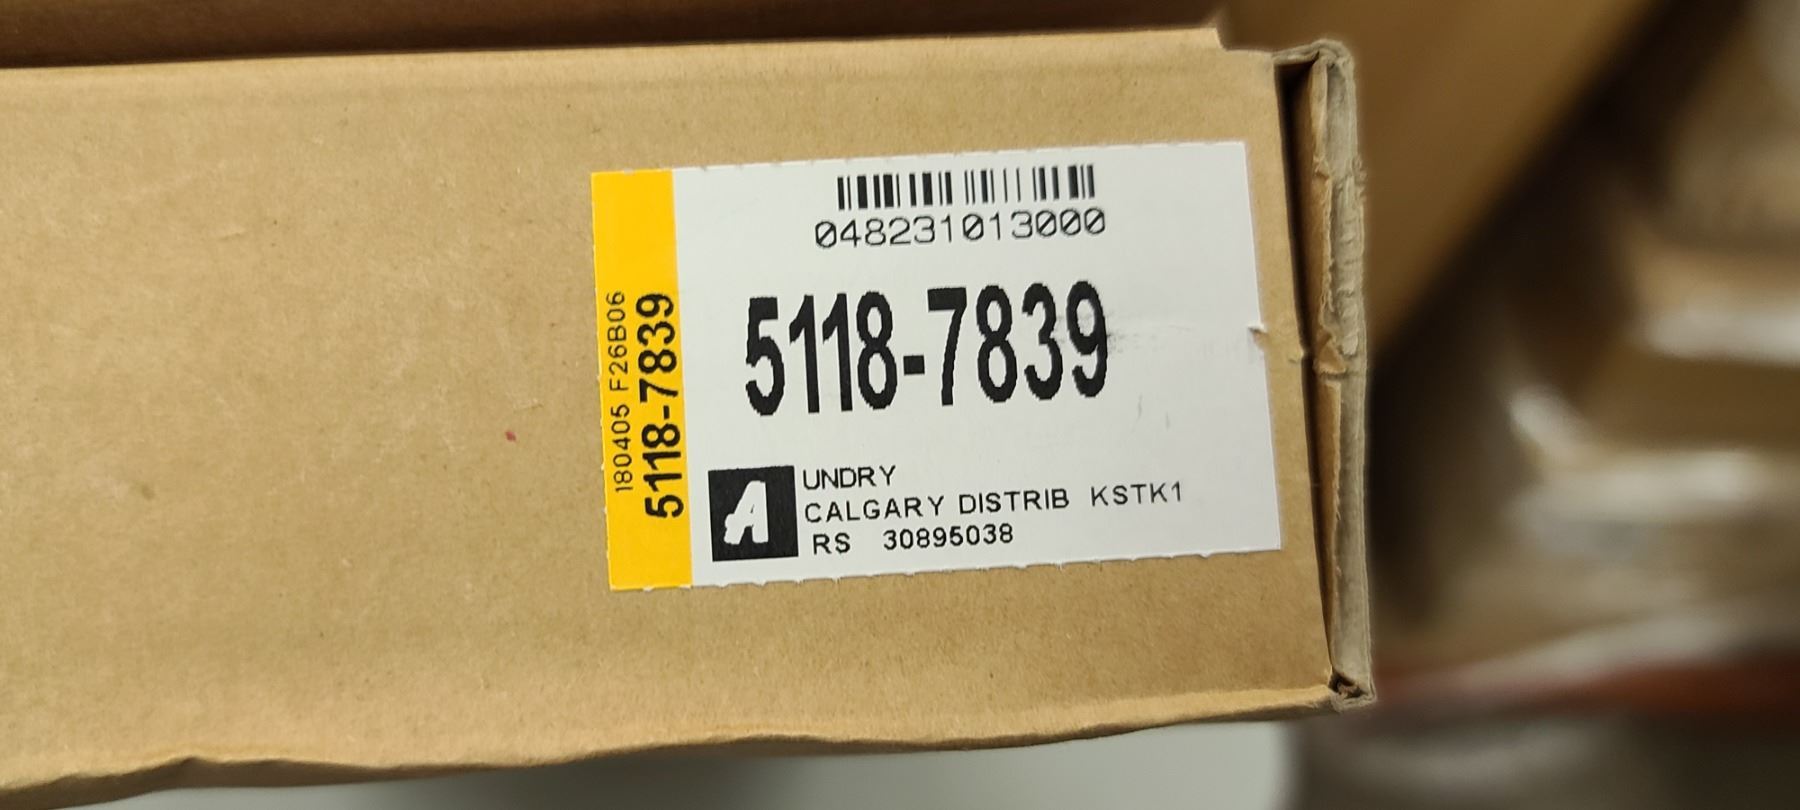 048231013000
5118-7839
180405 F26B06
5118-7839
A
UNDRY
CALGARY DISTRIB KSTK1
RS 30895038